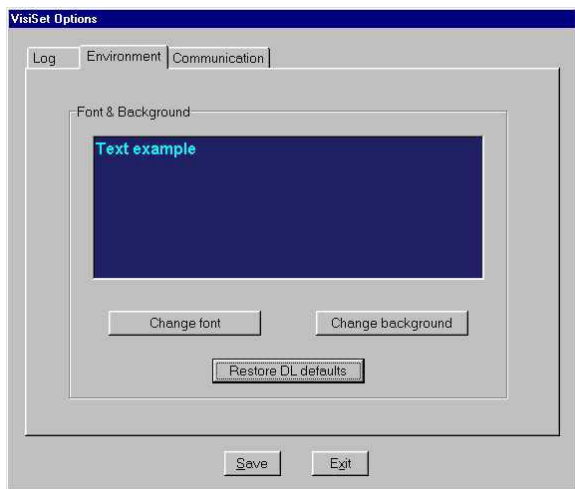 VisiSet Options
Log Environment Communication
Font & Background
Text example
Change font Change background
Restore DL defaults
Save Exit